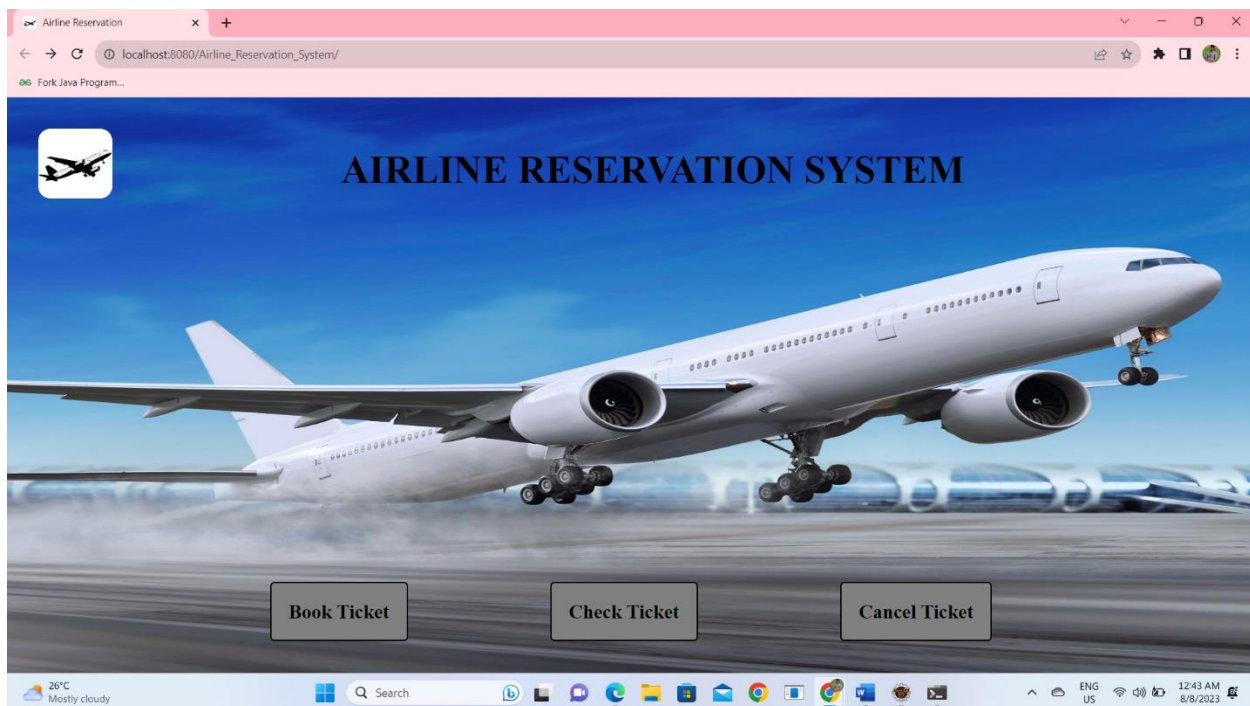 Airline Reservation
localhost:8080/Airline_Reservation_System/
Fork Java Program...
AIRLINE RESERVATION SYSTEM
Book Ticket
Check Ticket
Cancel Ticket
26°C
Mostly cloudy
Search
ENG
US
12:43 AM
8/8/2023